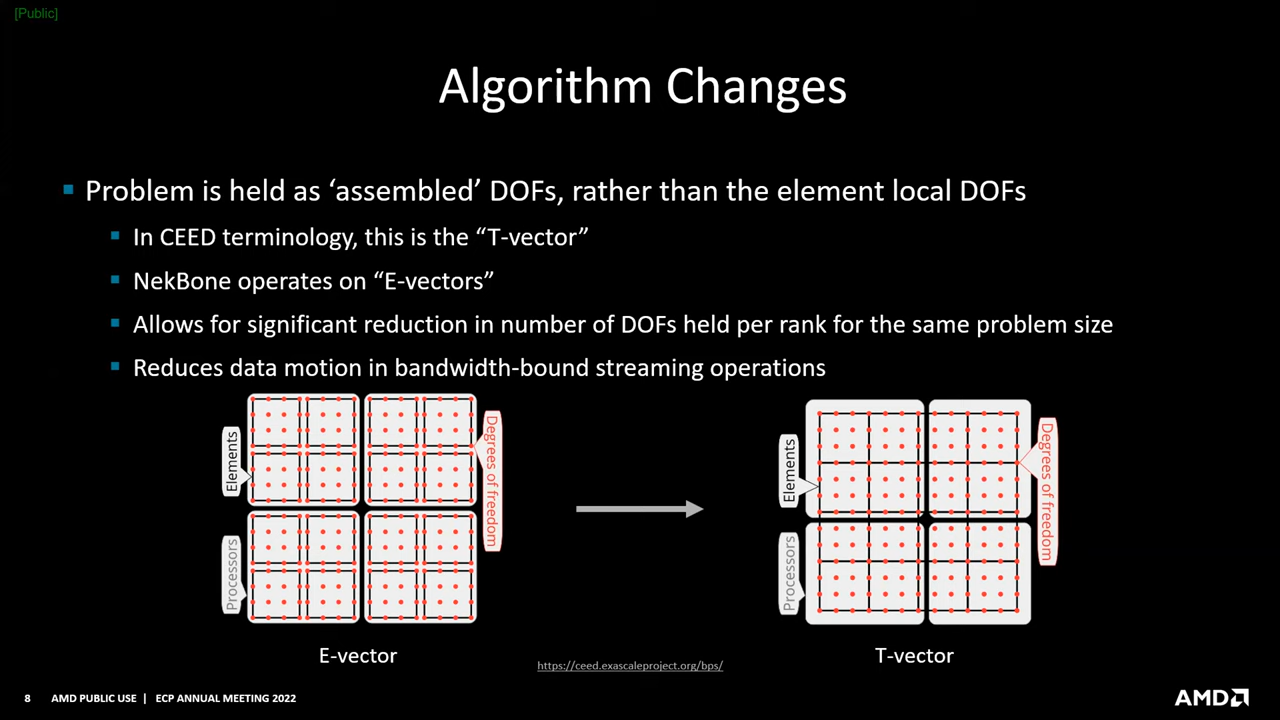 [Public]
Algorithm Changes
Problem is held as ‘assembled’ DOFs, rather than the element local DOFs
In CEED terminology, this is the “T-vector”
NekBone operates on “E-vectors”
Allows for significant reduction in number of DOFs held per rank for the same problem size
Reduces data motion in bandwidth-bound streaming operations
Elements
Processors
Degrees of freedom
E-vector
Elements
Processors
Degrees of freedom
T-vector
https://ceed.exascaleproject.org/bps/
8 AMD PUBLIC USE | ECP ANNUAL MEETING 2022
AMD